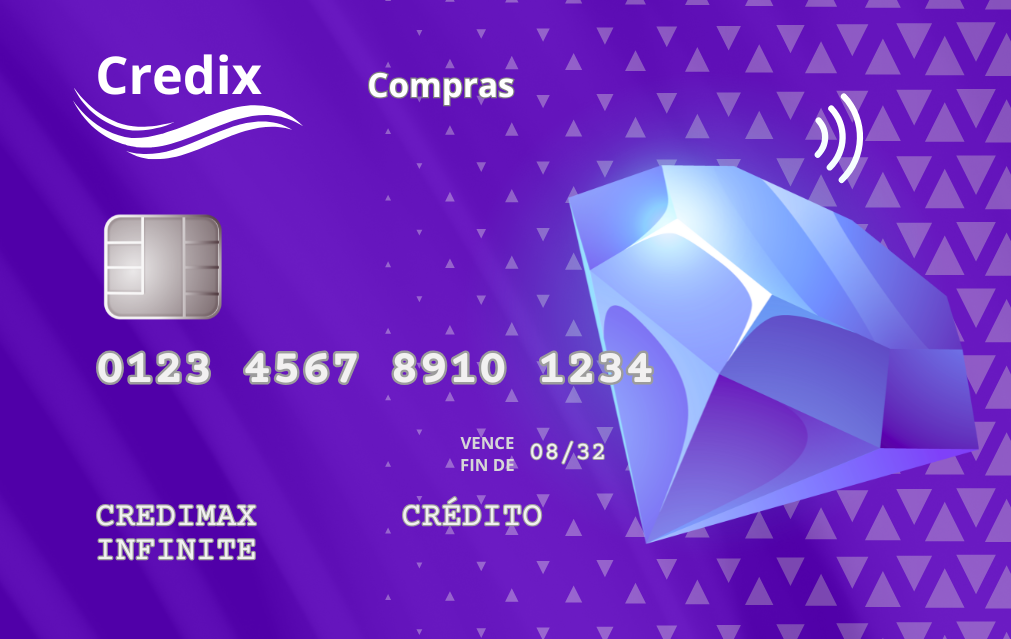 Credix
Compras
0123 4567 8910 1234
VENCE
FIN DE
08/32
CREDIMAX
INFINITE
CRÉDITO